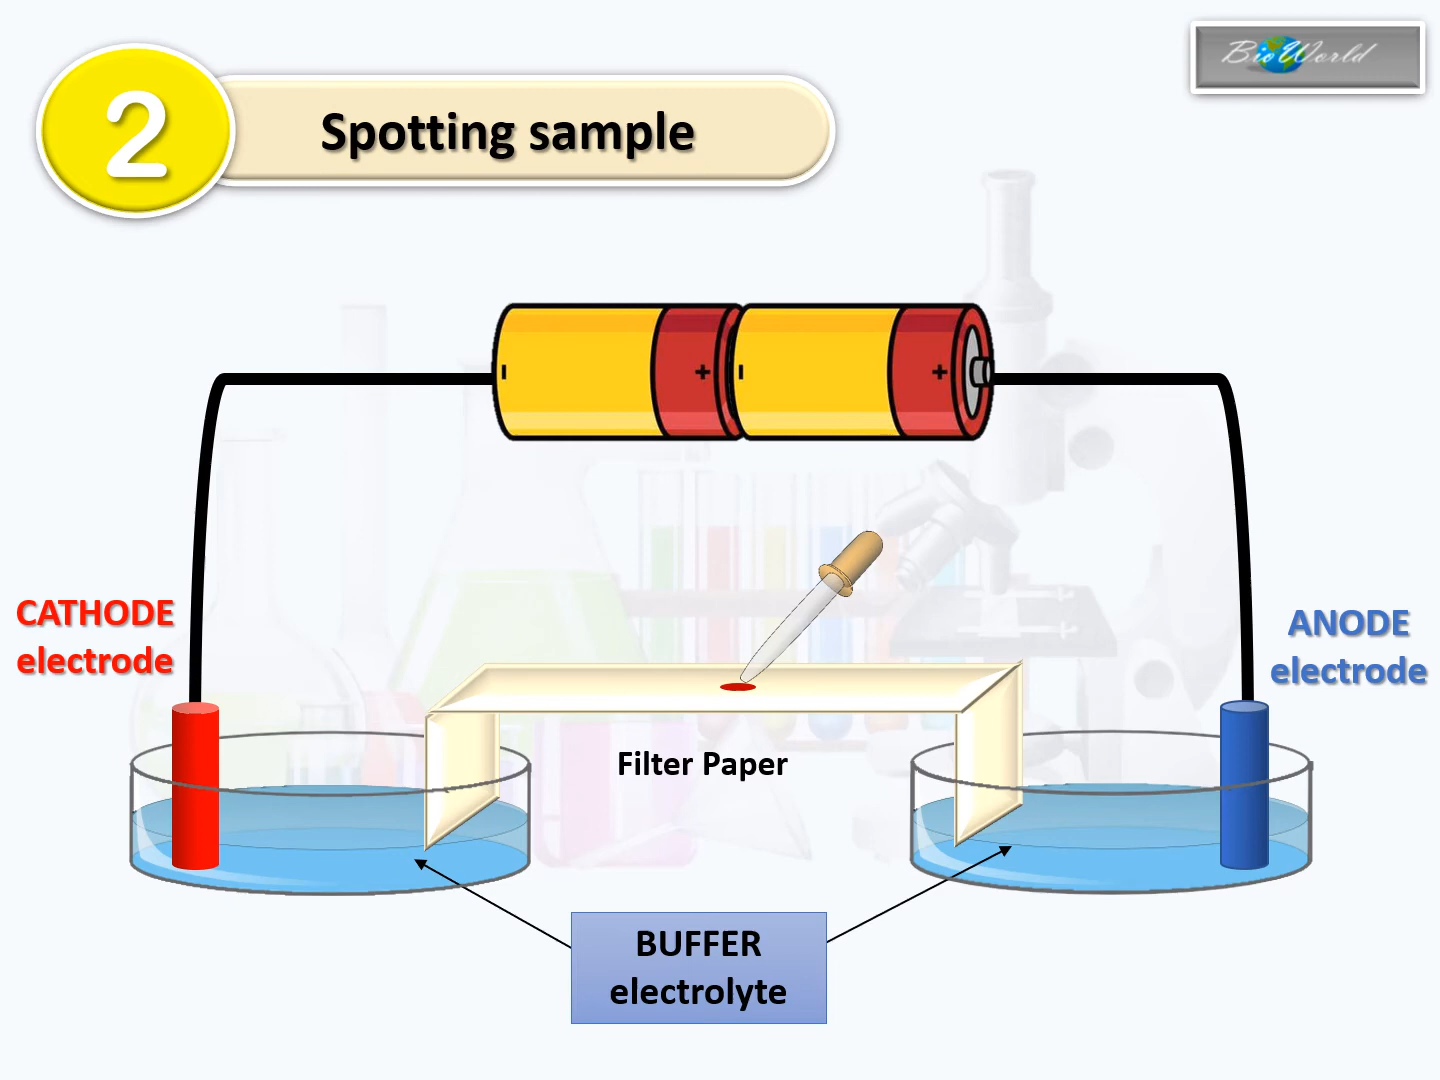 BioWorld
2
Spotting sample
- + - +
CATHODE
electrode
ANODE
electrode
Filter Paper
BUFFER
electrolyte